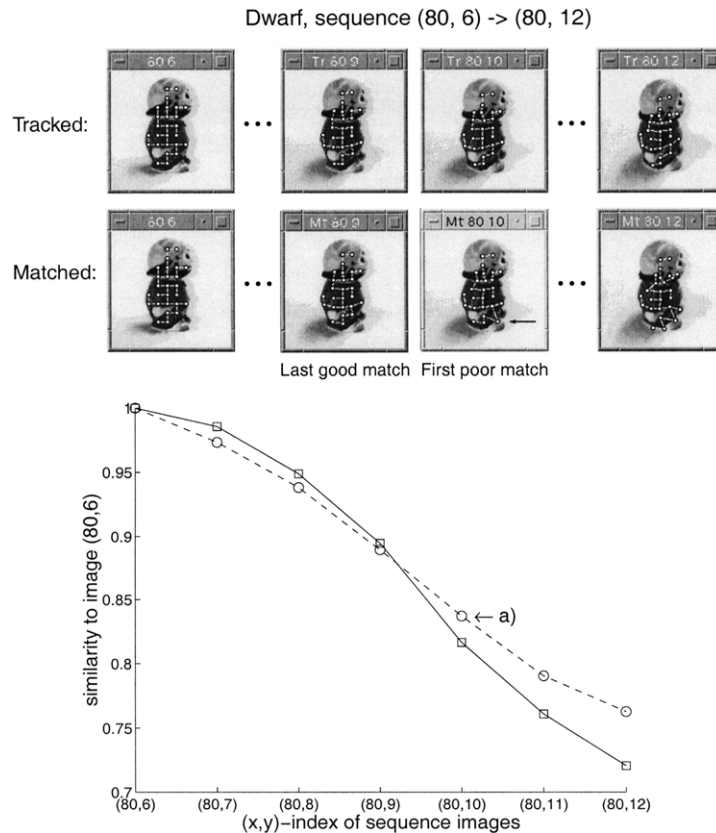 Dwarf, sequence (80, 6) -> (80, 12)
80 6
Tr 80 9
Tr 80 10
Tr 80 12
Tracked:
•••
•••
80 6
Mt 80 9
Mt 80 10
Mt 80 12
Matched:
•••
•••
Last good match
First poor match
1
0.95
0.9
0.85
0.8
0.75
0.7
similarity to image (80,6)
← a)
(80,6)
(80,7)
(80,8)
(80,9)
(80,10)
(80,11)
(80,12)
(x,y)-index of sequence images